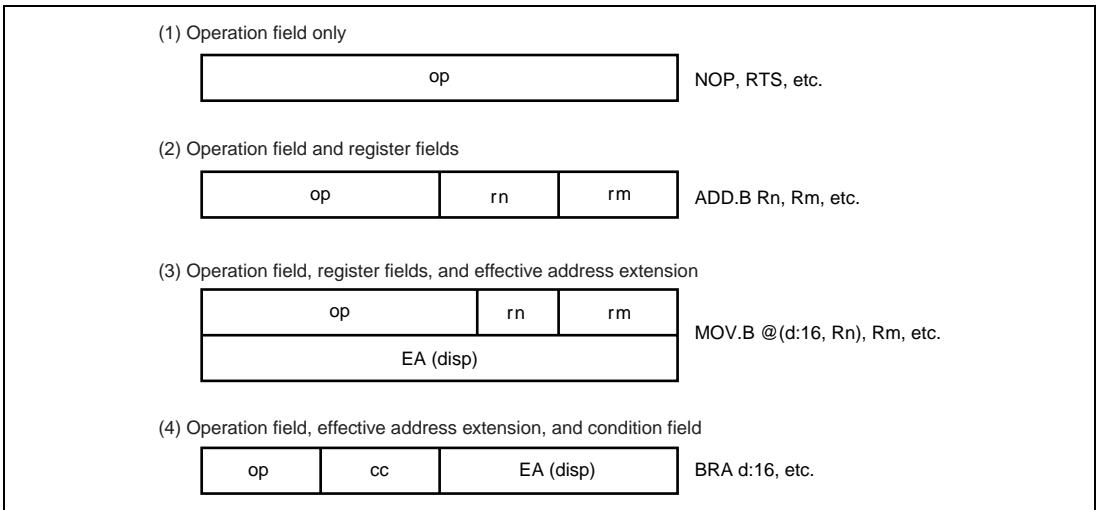 (1) Operation field only
op
NOP, RTS, etc.
(2) Operation field and register fields
op rn rm
ADD.B Rn, Rm, etc.
(3) Operation field, register fields, and effective address extension
op rn rm
EA (disp)
MOV.B @(d:16, Rn), Rm, etc.
(4) Operation field, effective address extension, and condition field
op cc EA (disp)
BRA d:16, etc.